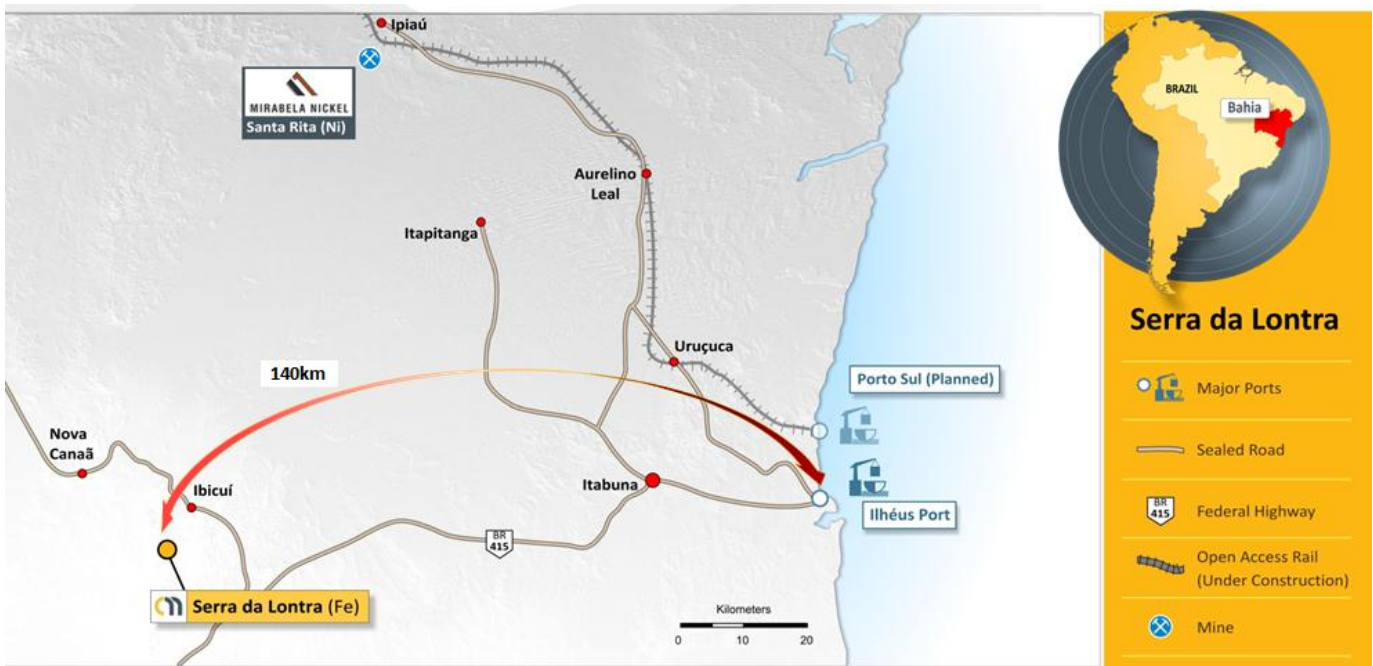 Ipiaú
MIRABELA NICKEL
Santa Rita (Ni)
Aurelino
Leal
Itapitanga
Uruçuca
140km
Porto Sul (Planned)
Nova
Canaã
Ibicuí
Itabuna
Ilhéus Port
BR
415
Serra da Lontra (Fe)
Kilometers
0 10 20
BRAZIL
Bahia
Serra da Lontra
Major Ports
Sealed Road
BR
415
Federal Highway
Open Access Rail
(Under Construction)
Mine